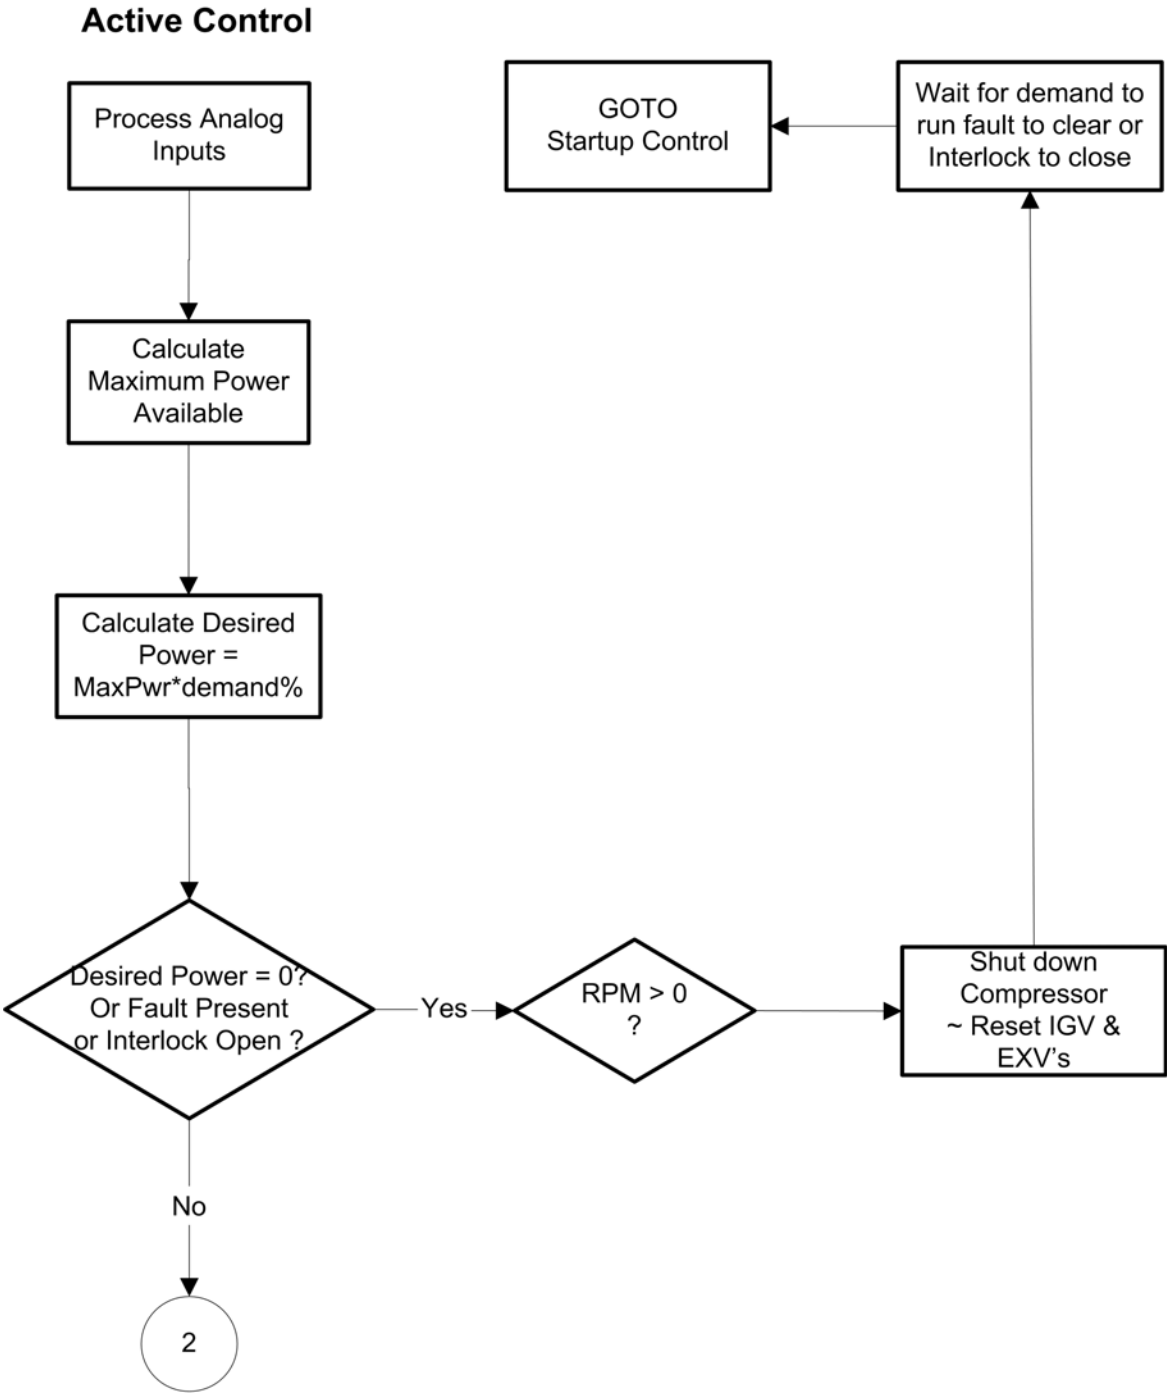 Active Control
Process Analog
Inputs
GOTO
Startup Control
Wait for demand to
run fault to clear or
Interlock to close
Calculate
Maximum Power
Available
Calculate Desired
Power =
MaxPwr*demand%
Desired Power = 0?
Or Fault Present
or Interlock Open ?
Yes
RPM > 0
?
Shut down
Compressor
~ Reset IGV &
EXV’s
No
2